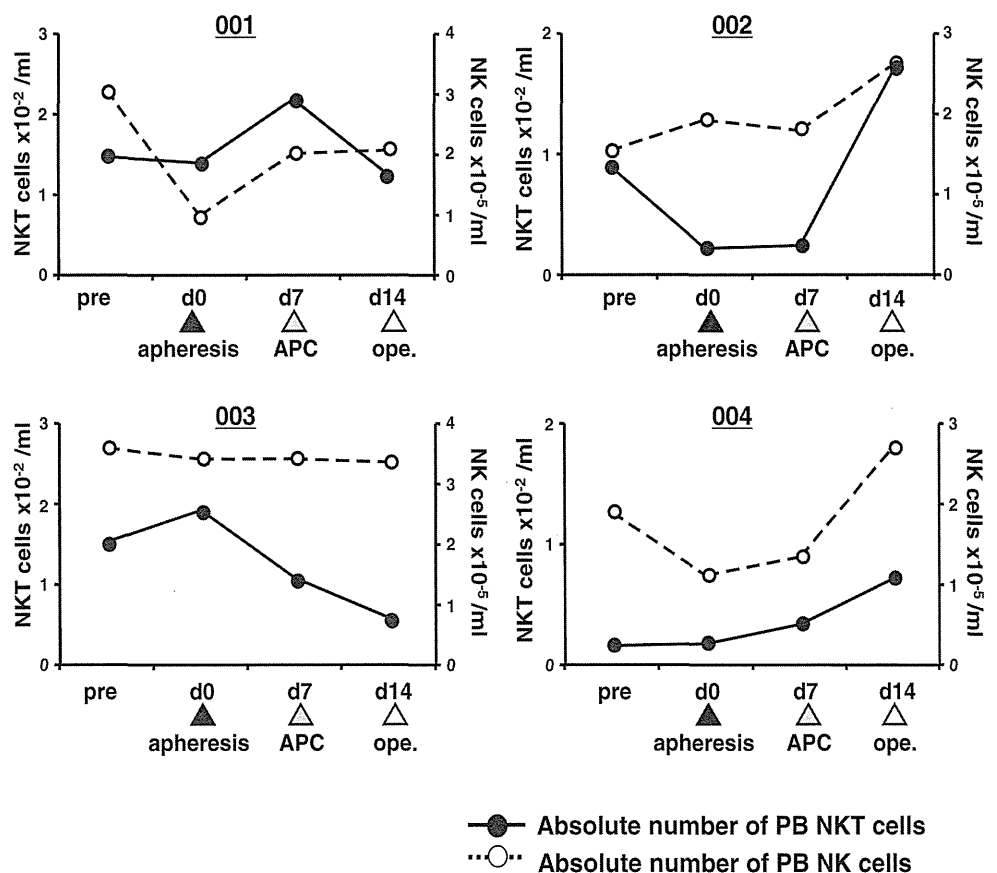 001
NKT cells x10-2 /ml
3
2
1
0
4
3
2
1
0
NK cells x10-5 /ml
pre d0 d7 d14
apheresis APC ope.
002
NKT cells x10-2 /ml
2
1
0
3
2
1
0
NK cells x10-5 /ml
pre d0 d7 d14
apheresis APC ope.
003
NKT cells x10-2 /ml
3
2
1
0
4
3
2
1
0
NK cells x10-5 /ml
pre d0 d7 d14
apheresis APC ope.
004
NKT cells x10-2 /ml
2
1
0
3
2
1
0
NK cells x10-5 /ml
pre d0 d7 d14
apheresis APC ope.
Absolute number of PB NKT cells
Absolute number of PB NK cells